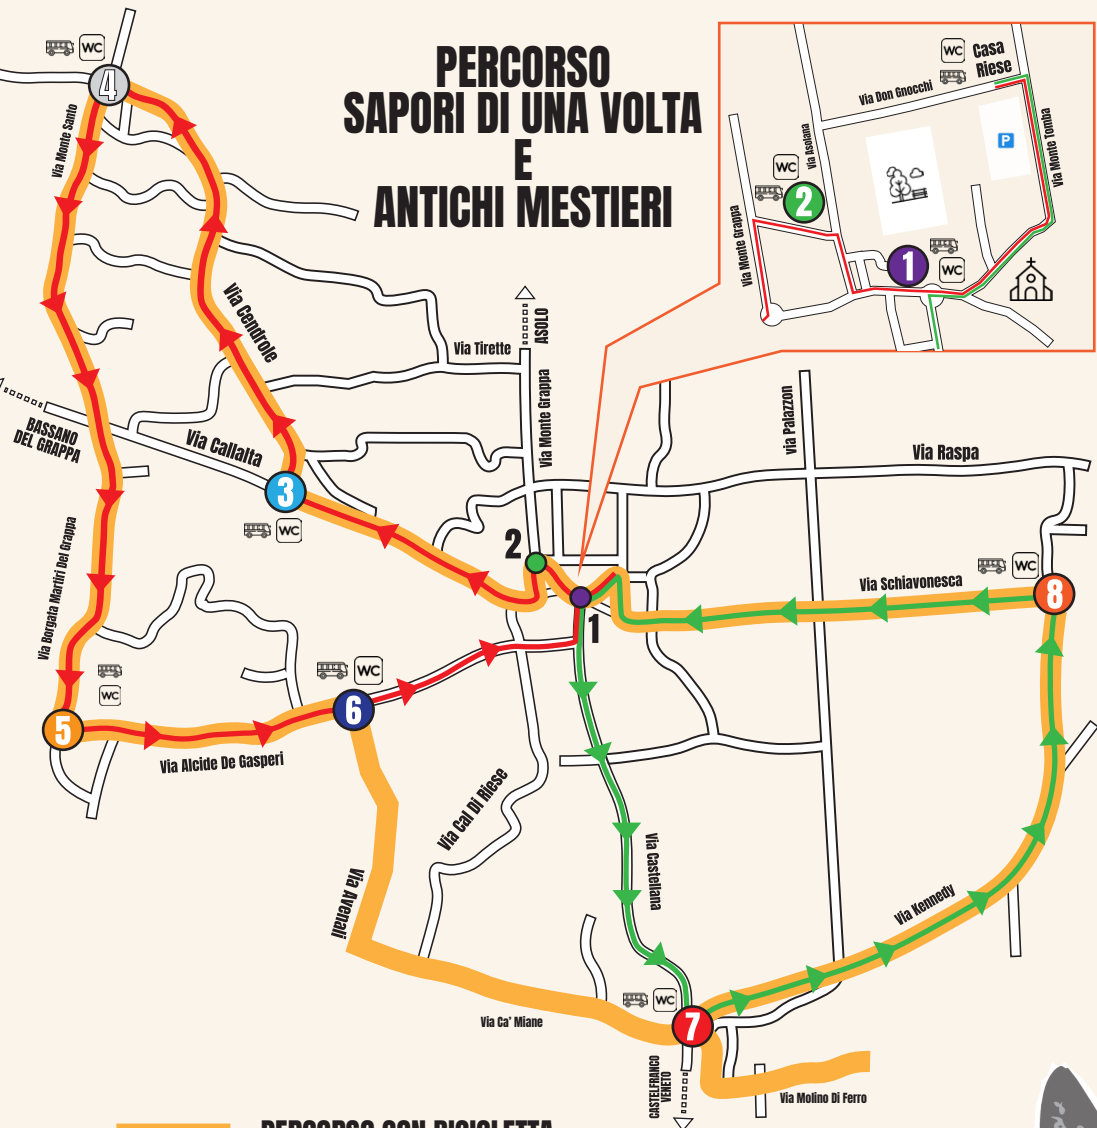 PERCORSO
SAPORI DI UNA VOLTA
E
ANTICHI MESTIERI
WC
4
Via Monte Santo
Via Cendrole
WC
Casa
Riese
Via Don Gnocchi
Via Asolana
P
Via Monte Tomba
WC
2
Via Monte Grappa
1
WC
ASOLO
Via Tirette
Via Monte Grappa
BASSANO
DEL GRAPPA
Via Callalta
3
WC
via Palazzon
Via Raspa
2
1
Via Schiavonesca
WC
8
Via Borgata Martiri Del Grappa
WC
5
WC
6
Via Alcide De Gasperi
Via Cal Di Riese
Via Castellana
Via Avenali
Via Kennedy
Via Ca' Miane
WC
7
CASTELFRANCO
VENETO
Via Molino Di Ferro
PERCORSO CON BICICLETTA